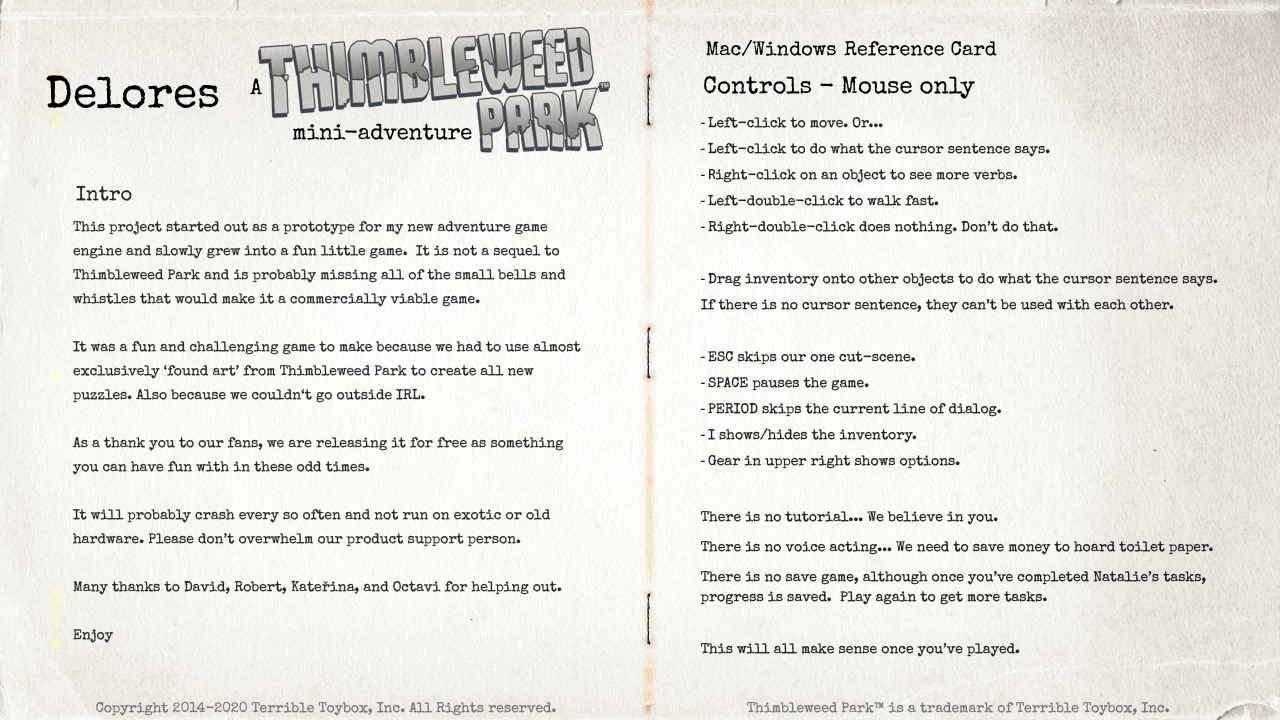 Delores A THIMBLEWEED PARK™
mini-adventure
Intro
This project started out as a prototype for my new adventure game
engine and slowly grew into a fun little game.  It is not a sequel to
Thimbleweed Park and is probably missing all of the small bells and
whistles that would make it a commercially viable game.
It was a fun and challenging game to make because we had to use almost
exclusively ‘found art’ from Thimbleweed Park to create all new
puzzles. Also because we couldn‘t go outside IRL.
As a thank you to our fans, we are releasing it for free as something
you can have fun with in these odd times.
It will probably crash every so often and not run on exotic or old
hardware. Please don’t overwhelm our product support person.
Many thanks to David, Robert, Kateřina, and Octavi for helping out.
Enjoy
Copyright 2014-2020 Terrible Toybox, Inc. All Rights reserved.
Mac/Windows Reference Card
Controls - Mouse only
- Left-click to move. Or...
- Left-click to do what the cursor sentence says.
- Right-click on an object to see more verbs.
- Left-double-click to walk fast.
- Right-double-click does nothing. Don’t do that.
- Drag inventory onto other objects to do what the cursor sentence says.
If there is no cursor sentence, they can’t be used with each other.
- ESC skips our one cut-scene.
- SPACE pauses the game.
- PERIOD skips the current line of dialog.
- I shows/hides the inventory.
- Gear in upper right shows options.
There is no tutorial... We believe in you.
There is no voice acting... We need to save money to hoard toilet paper.
There is no save game, although once you’ve completed Natalie’s tasks,
progress is saved.  Play again to get more tasks.
This will all make sense once you’ve played.
Thimbleweed Park™ is a trademark of Terrible Toybox, Inc.